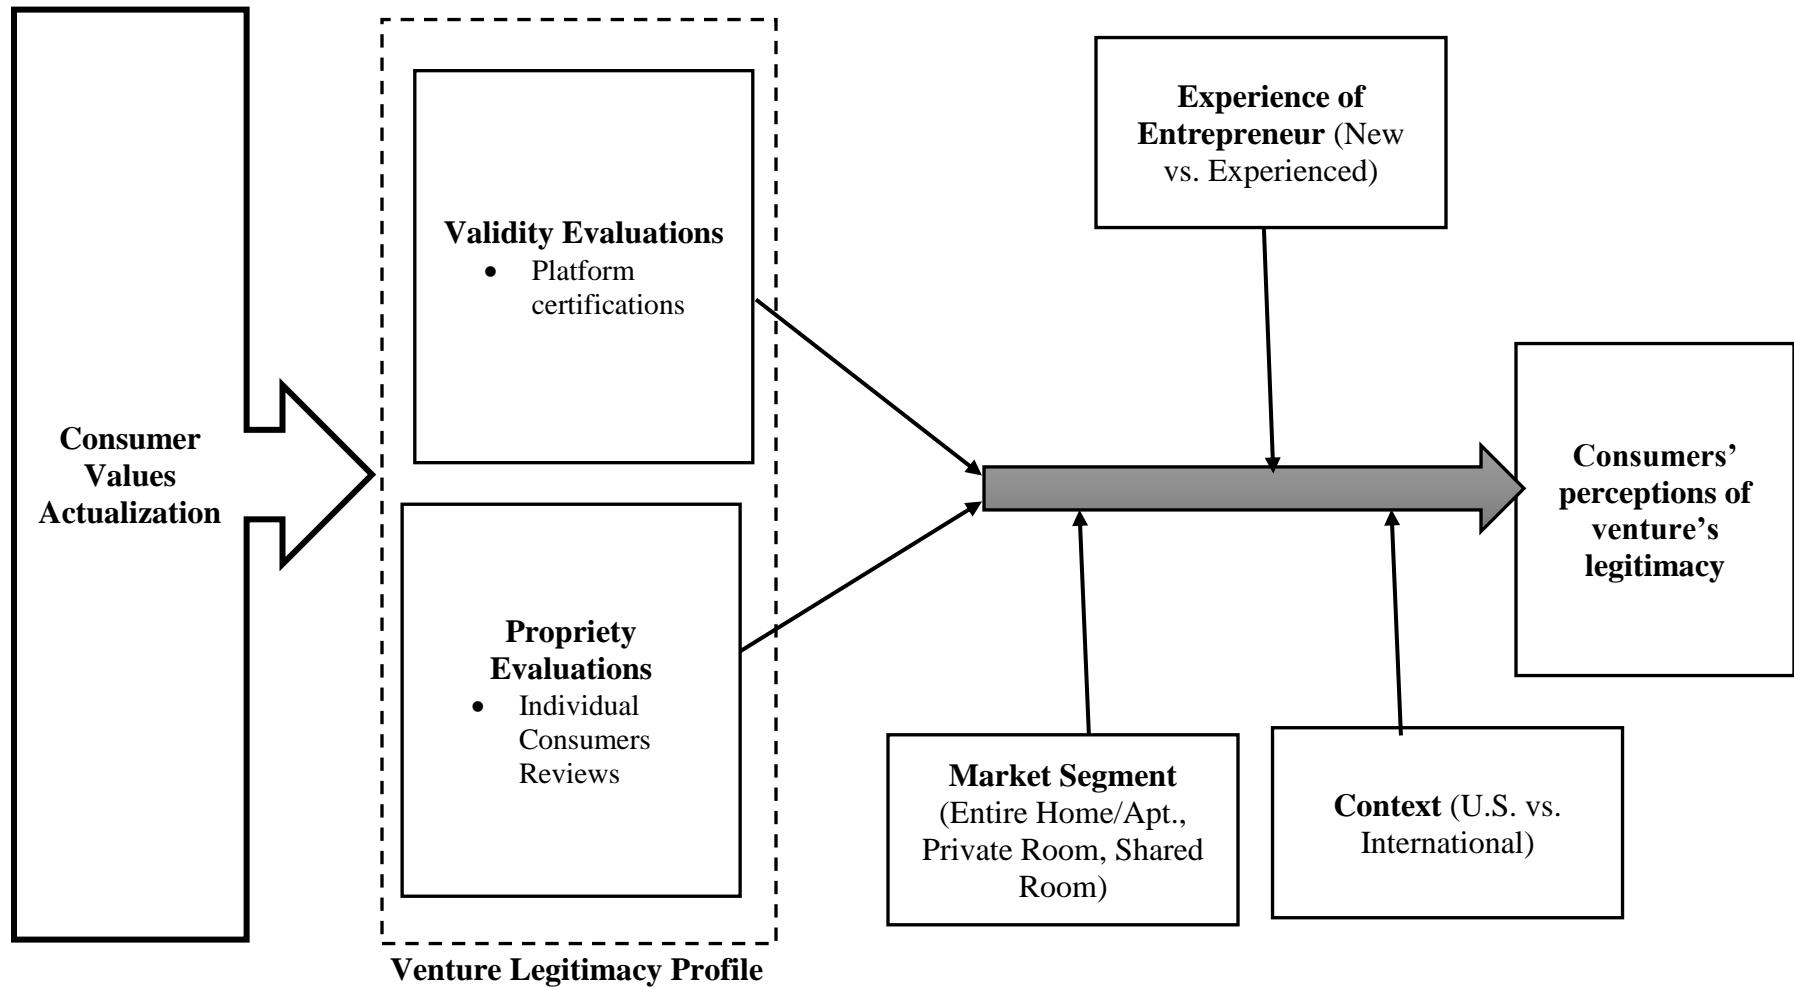 Consumer
Values
Actualization
Validity Evaluations
• Platform
certifications
Propriety
Evaluations
• Individual
Consumers
Reviews
Venture Legitimacy Profile
Experience of
Entrepreneur (New
vs. Experienced)
Market Segment
(Entire Home/Apt.,
Private Room, Shared
Room)
Context (U.S. vs.
International)
Consumers’
perceptions of
venture’s
legitimacy